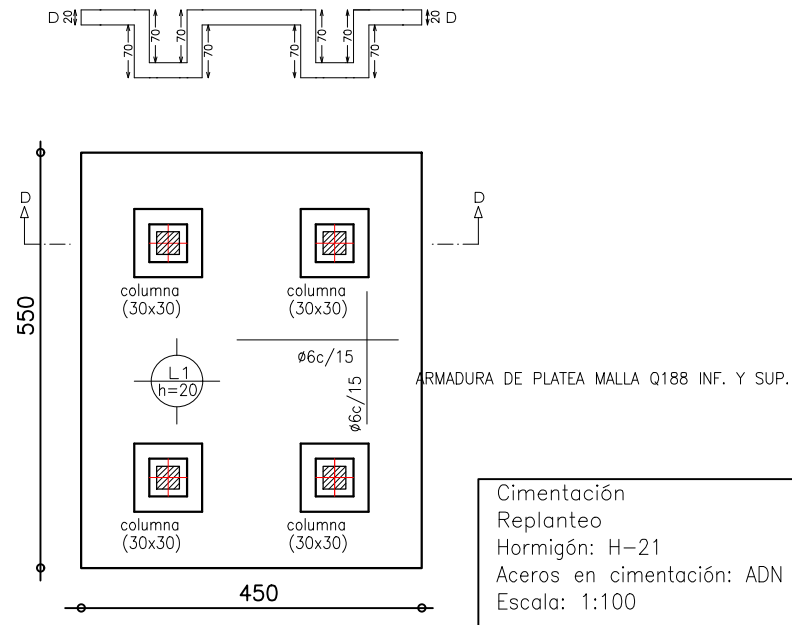 D 20
70
70
70
70
70
70
70
70
20 D
D
D
550
columna
(30x30)
columna
(30x30)
ø6c/15
ø6c/15
L1
h=20
ARMADURA DE PLATEA MALLA Q188 INF. Y SUP.
columna
(30x30)
columna
(30x30)
450
Cimentación
Replanteo
Hormigón: H-21
Aceros en cimentación: ADN
Escala: 1:100